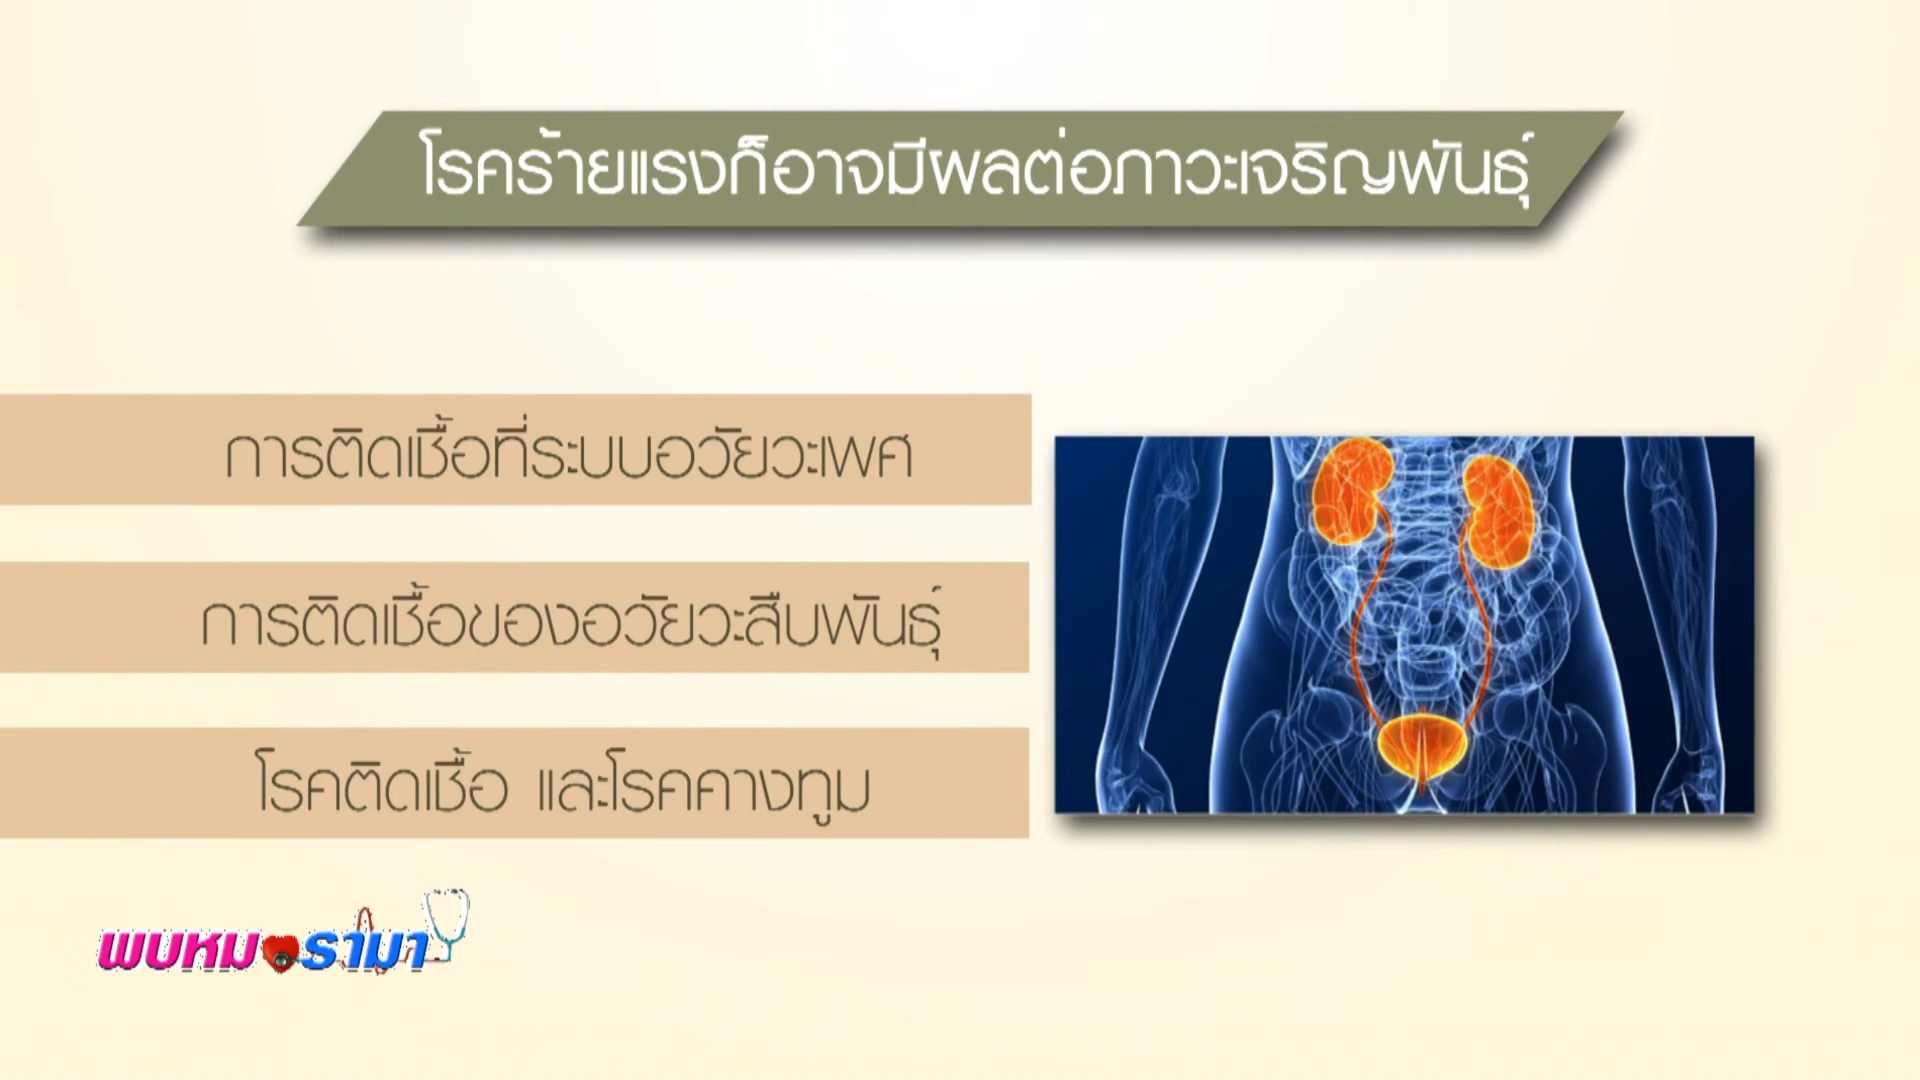 โรคร้ายแรงก็อาจมีผลต่อภาวะเจริญพันธุ์
การติดเชื้อที่ระบบอวัยวะเพศ
การติดเชื้อของอวัยวะสืบพันธุ์
โรคติดเชื้อ และโรคคางทูม
พบหมอรามา